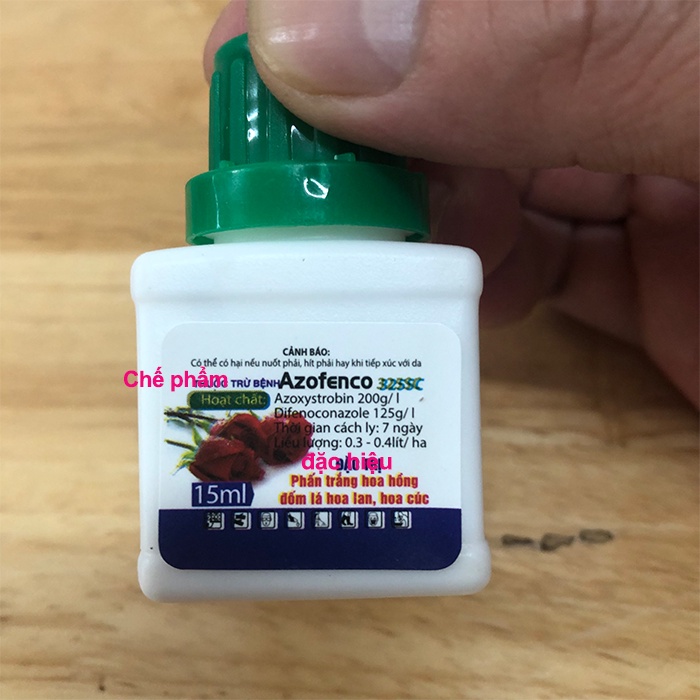 CẢNH BÁO:
Có thể có hại nếu nuốt phải, hít phải hay khi tiếp xúc với da
Chế phẩm TRỪ BỆNH Azofenco 325SC
Hoạt chất: Azoxystrobin 200g/l
Difenoconazole 125g/l
Thời gian cách ly: 7 ngày
Liều lượng: 0.3 - 0.4lít/ ha
đặc hiệu
Phấn trắng hoa hồng
15ml đốm lá hoa lan, hoa cúc